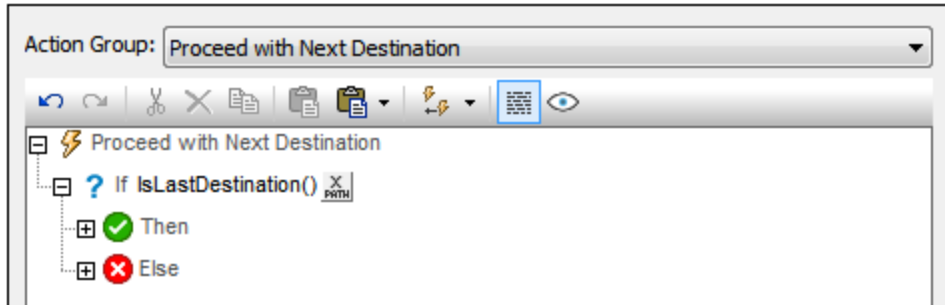 Action Group: Proceed with Next Destination
Proceed with Next Destination
? If IsLastDestination() X PATH
Then
Else